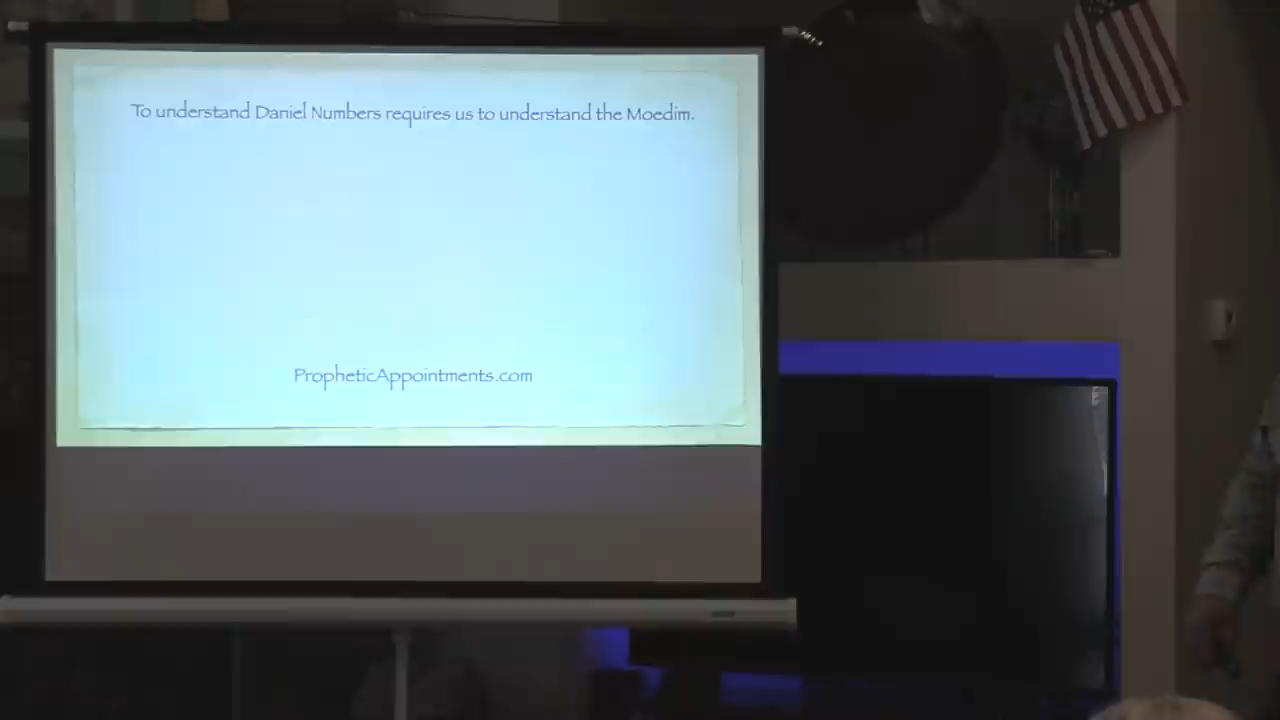 To understand Daniel Numbers requires us to understand the Moedim.
PropheticAppointments.com